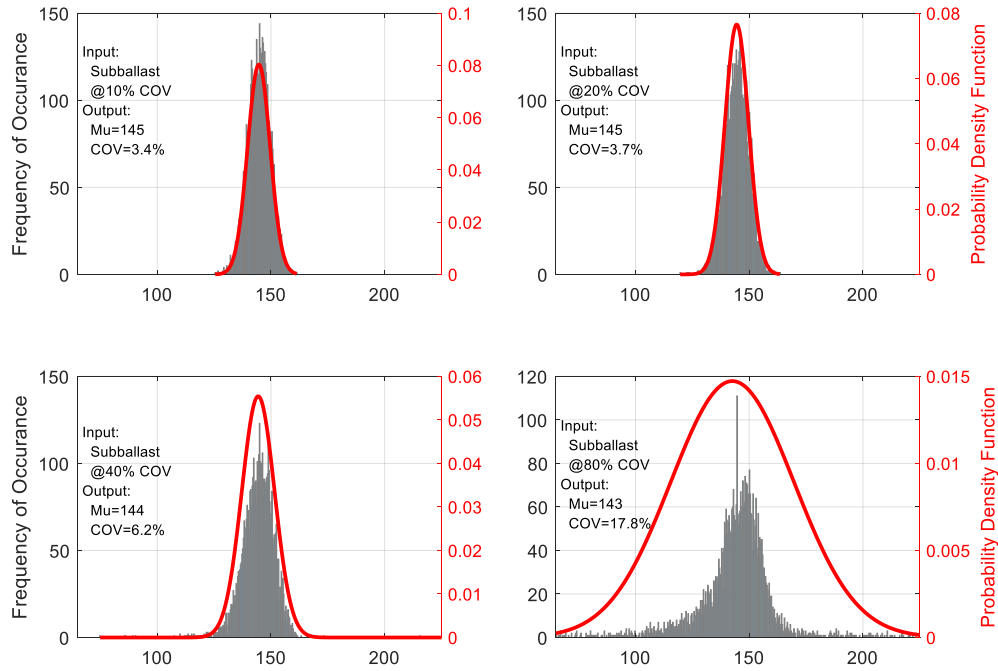 150
100
50
0
Frequency of Occurance
Input:
Subballast
@10% COV
Output:
Mu=145
COV=3.4%
0.1
0.08
0.06
0.04
0.02
0
100
150
200
150
100
50
0
Input:
Subballast
@20% COV
Output:
Mu=145
COV=3.7%
0.08
0.06
0.04
0.02
0
Probability Density Function
100
150
200
150
100
50
0
Frequency of Occurance
Input:
Subballast
@40% COV
Output:
Mu=144
COV=6.2%
0.06
0.05
0.04
0.03
0.02
0.01
0
100
150
200
120
100
80
60
40
20
0
Input:
Subballast
@80% COV
Output:
Mu=143
COV=17.8%
0.015
0.01
0.005
0
Probability Density Function
100
150
200